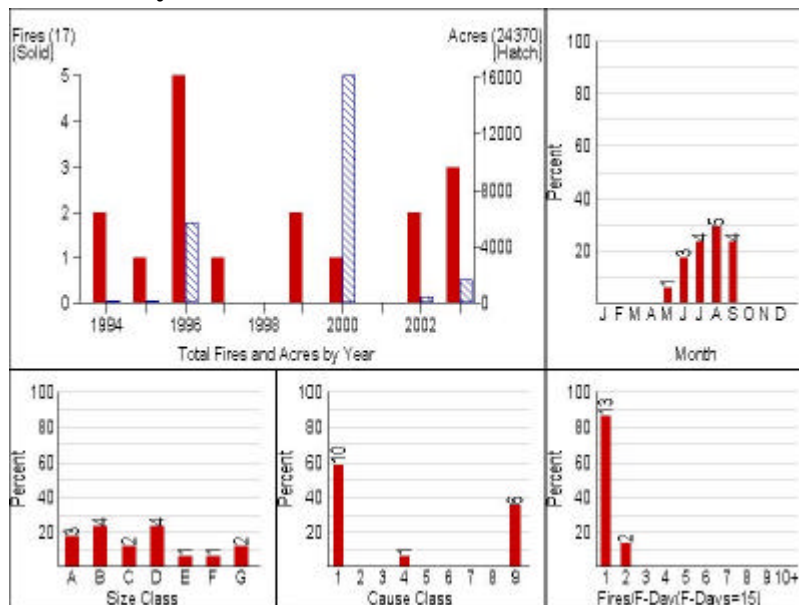 Fires (17)
[Solid]
Acres (24370)
[Hatch]
5
4
3
2
1
0
16000
12000
8000
4000
0
1994 1996 1998 2000 2002
Total Fires and Acres by Year
100
80
60
40
20
Percent
1 3 4 5 4
J F M A M J J A S O N D
Month
100
80
60
40
20
Percent
3 4 2 4 1 1 2
A B C D E F G
Size Class
100
80
60
40
20
Percent
10 1 6
1 2 3 4 5 6 7 8 9
Cause Class
100
80
60
40
20
Percent
13 2
1 2 3 4 5 6 7 8 9 10+
Fires/F-Day(F-Days=15)